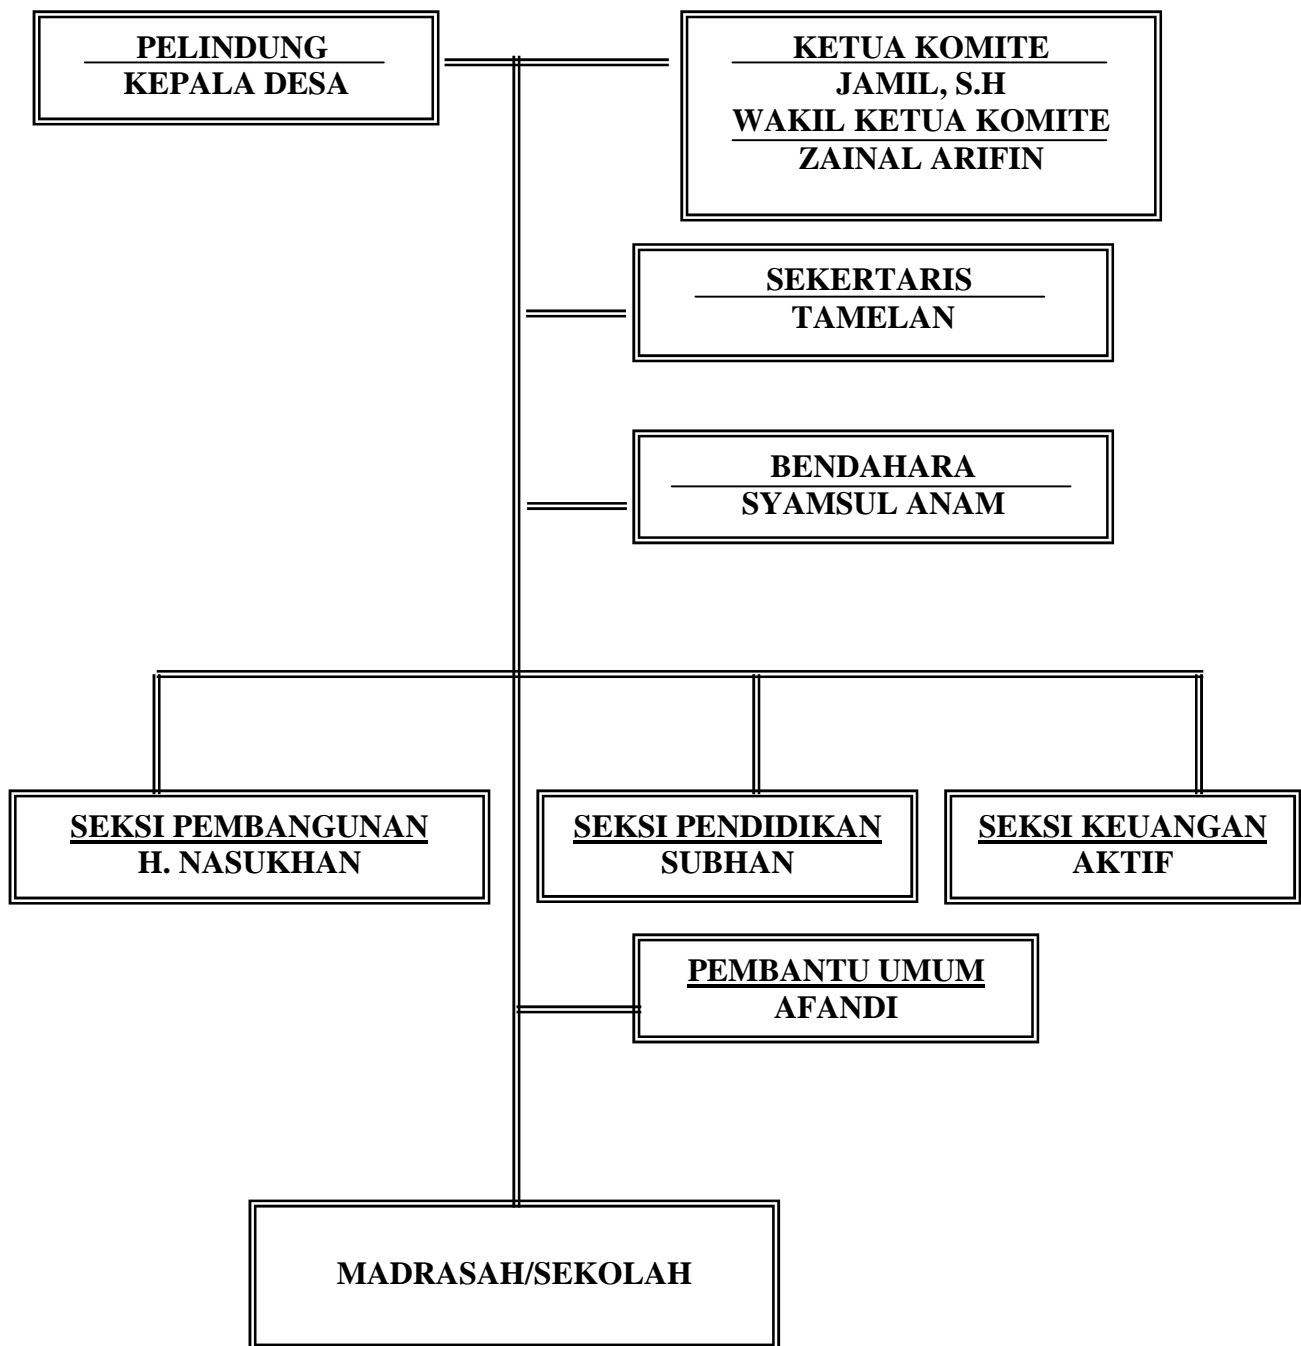 PELINDUNG
KEPALA DESA
KETUA KOMITE
JAMIL, S.H
WAKIL KETUA KOMITE
ZAINAL ARIFIN
SEKERTARIS
TAMELAN
BENDAHARA
SYAMSUL ANAM
SEKSI PEMBANGUNAN
H. NASUKHAN
SEKSI PENDIDIKAN
SUBHAN
SEKSI KEUANGAN
AKTIF
PEMBANTU UMUM
AFANDI
MADRASAH/SEKOLAH